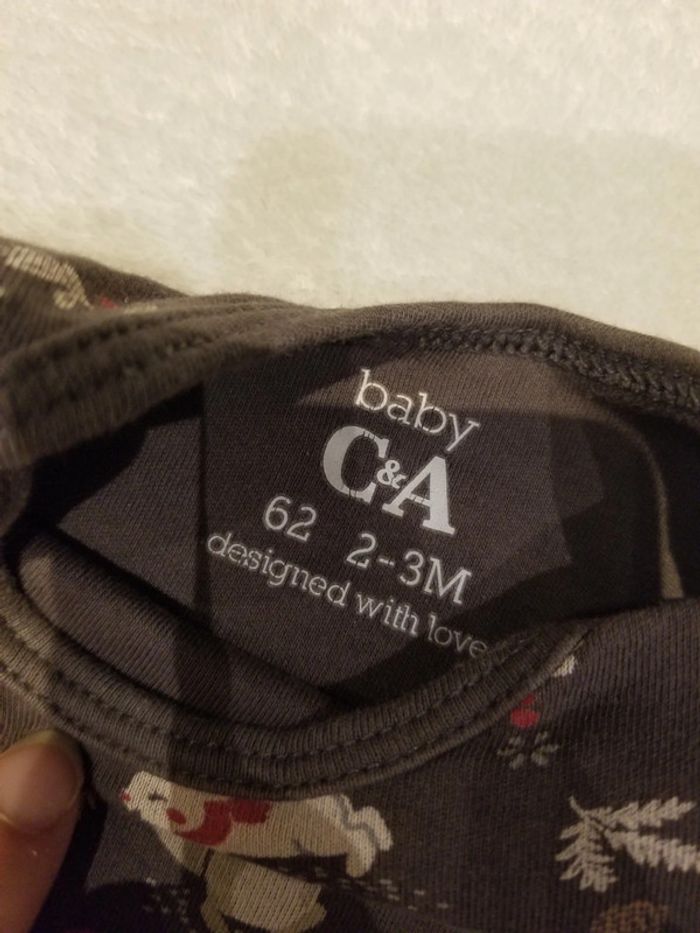 baby
C&A
62 2-3M
designed with love